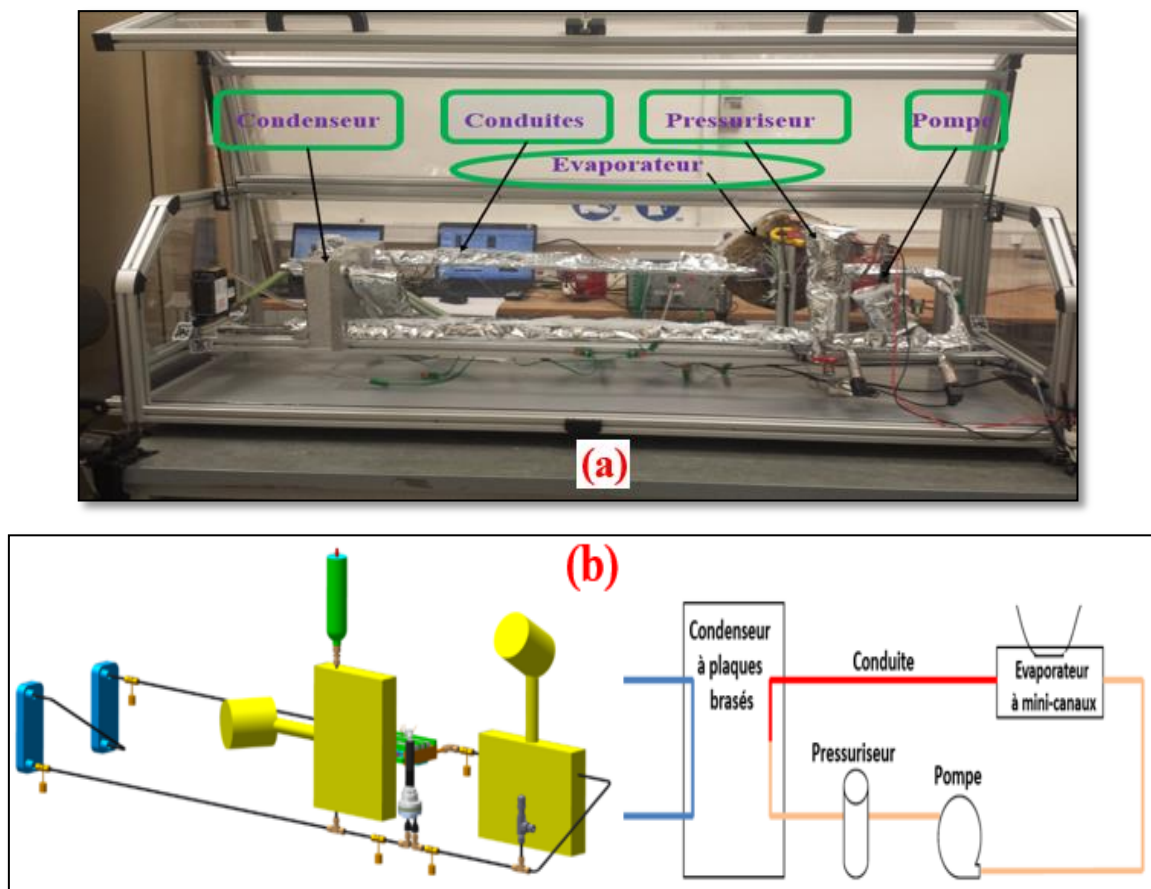 Condenseur
Conduites
Pressuriseur
Pompe
Evaporateur
(a)
(b)
Condenseur
à plaques
brasés
Conduite
Evaporateur
à mini-canaux
Pressuriseur
Pompe